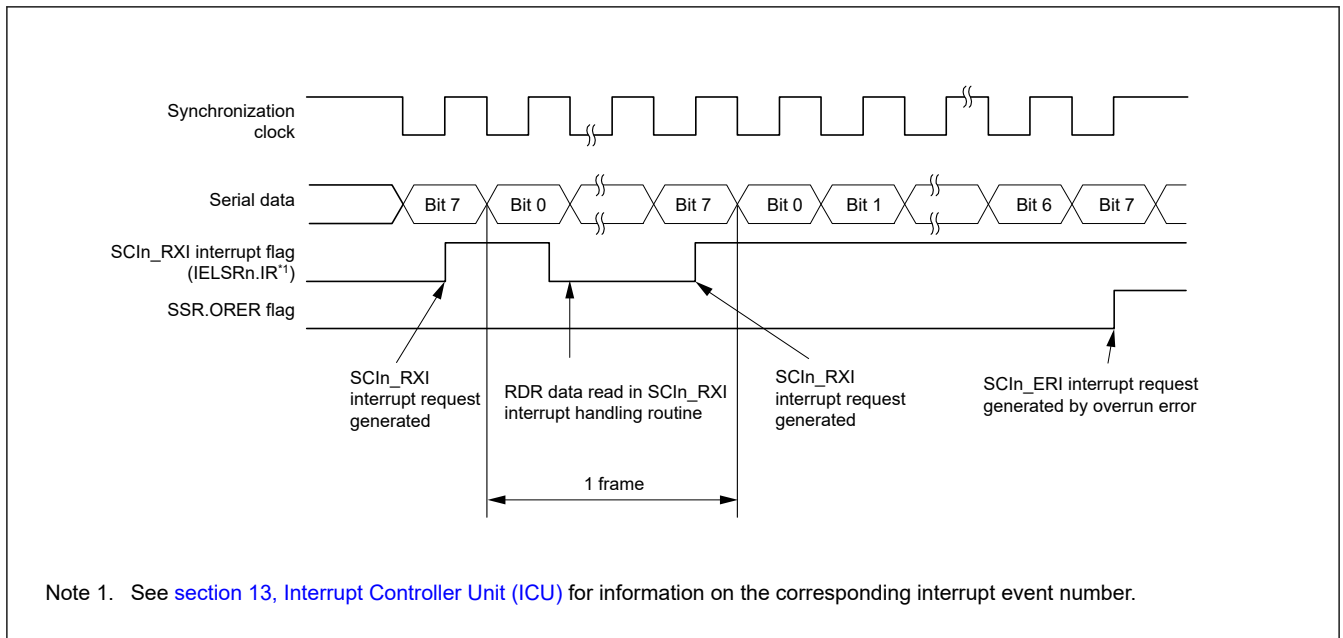 Synchronization
clock
Serial data
Bit 7
Bit 0
Bit 7
Bit 0
Bit 1
Bit 6
Bit 7
SCIn_RXI interrupt flag
(IELSRn.IR*1)
SSR.ORER flag
SCIn_RXI
interrupt request
generated
RDR data read in SCIn_RXI
interrupt handling routine
SCIn_RXI
interrupt request
generated
SCIn_ERI interrupt request
generated by overrun error
1 frame
Note 1. See section 13, Interrupt Controller Unit (ICU) for information on the corresponding interrupt event number.